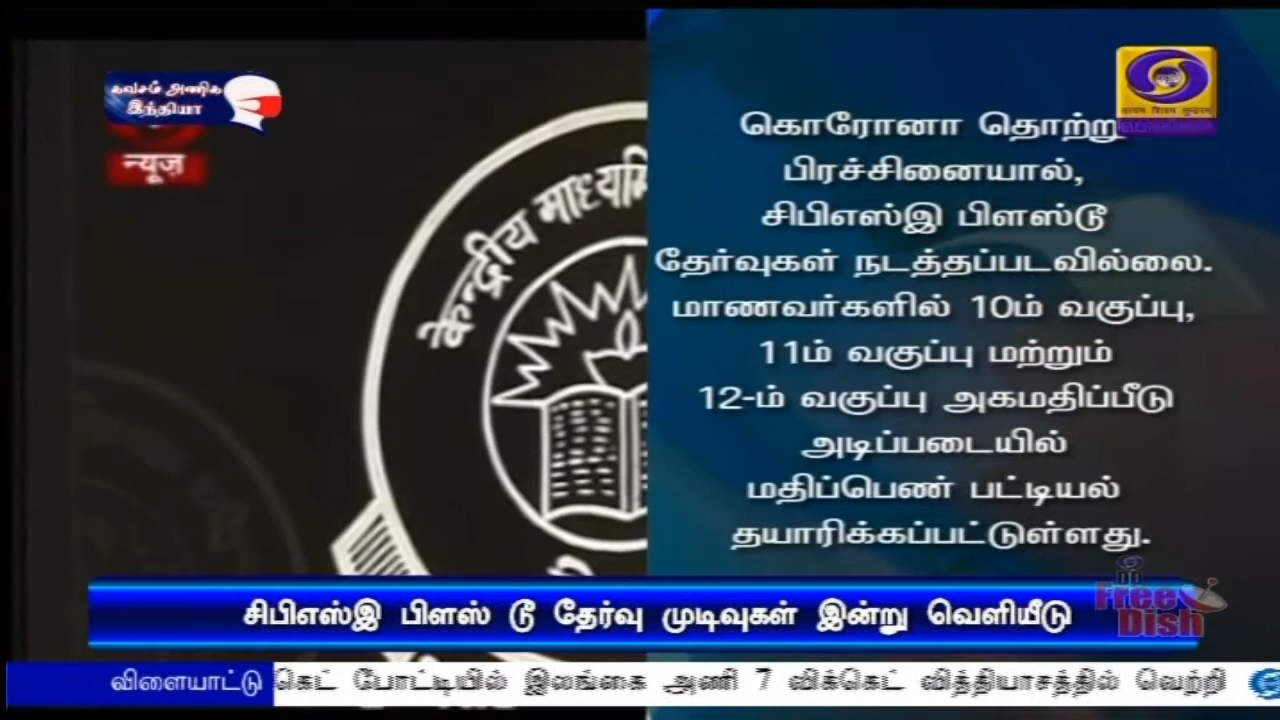 கவசம் அணிக
இந்தியா
न्यूज़
केन्द्रीय
கொரோனா தொற்று
பிரச்சினையால்,
சிபிஎஸ்இ பிளஸ்டூ
தேர்வுகள் நடத்தப்படவில்லை.
மாணவர்களில் 10ம் வகுப்பு,
11ம் வகுப்பு மற்றும்
12-ம் வகுப்பு அகமதிப்பீடு
அடிப்படையில்
மதிப்பெண் பட்டியல்
தயாரிக்கப்பட்டுள்ளது.
சிபிஎஸ்இ பிளஸ் டூ தேர்வு முடிவுகள் இன்று வெளியீடு
DD
Free
Dish
விளையாட்டு கெட் போட்டியில் இலங்கை அணி 7 விக்கெட் வித்தியாசத்தில் வெற்றி